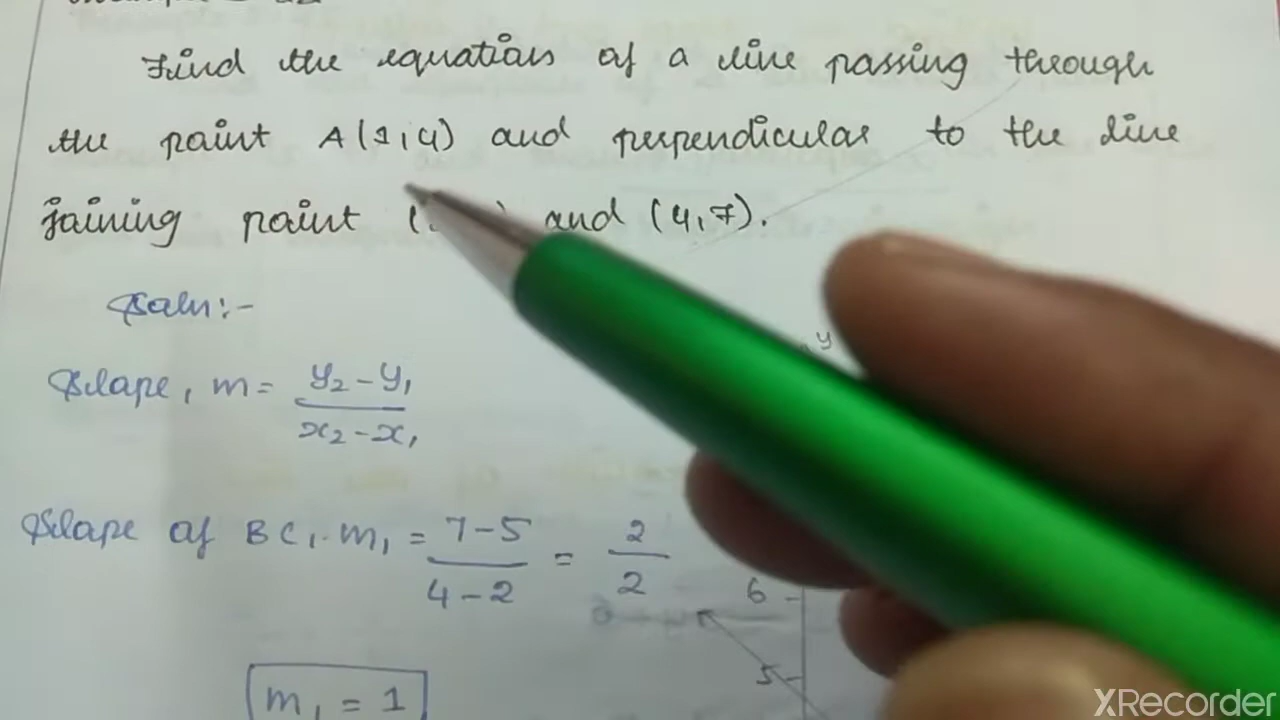 Find the equation of a line passing through
the point A(1,4) and perpendicular to the line
joining point ( ) and (4,7).
Soln:-
Slope, m = y₂-y₁ / x₂-x₁
y
Slope of BC, m₁ = 7-5 / 4-2 = 2 / 2
6
5
m₁ = 1
XRecorder